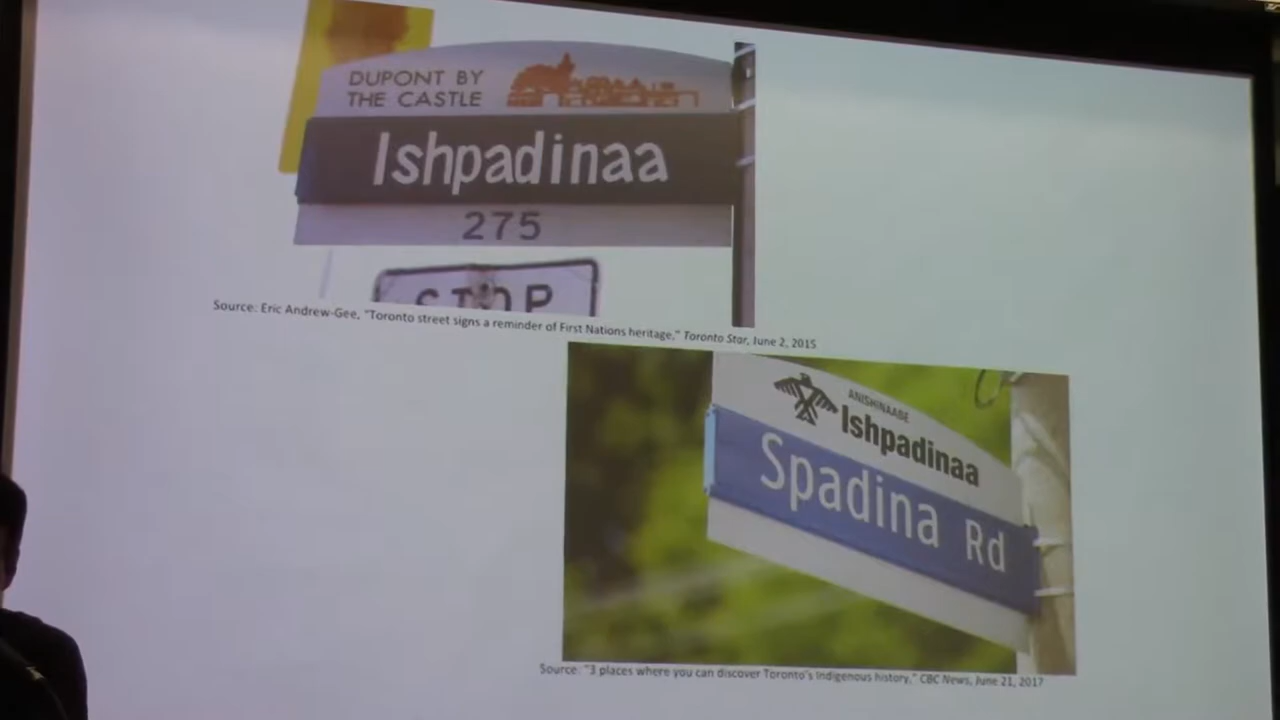 DUPONT BY
THE CASTLE
Ishpadinaa
275
STOP
Source: Eric Andrew-Gee, "Toronto street signs a reminder of First Nations heritage," Toronto Star, June 2, 2015
ANISHINAABE
Ishpadinaa
Spadina Rd
Source: "3 places where you can discover Toronto's Indigenous history," CBC News, June 21, 2017